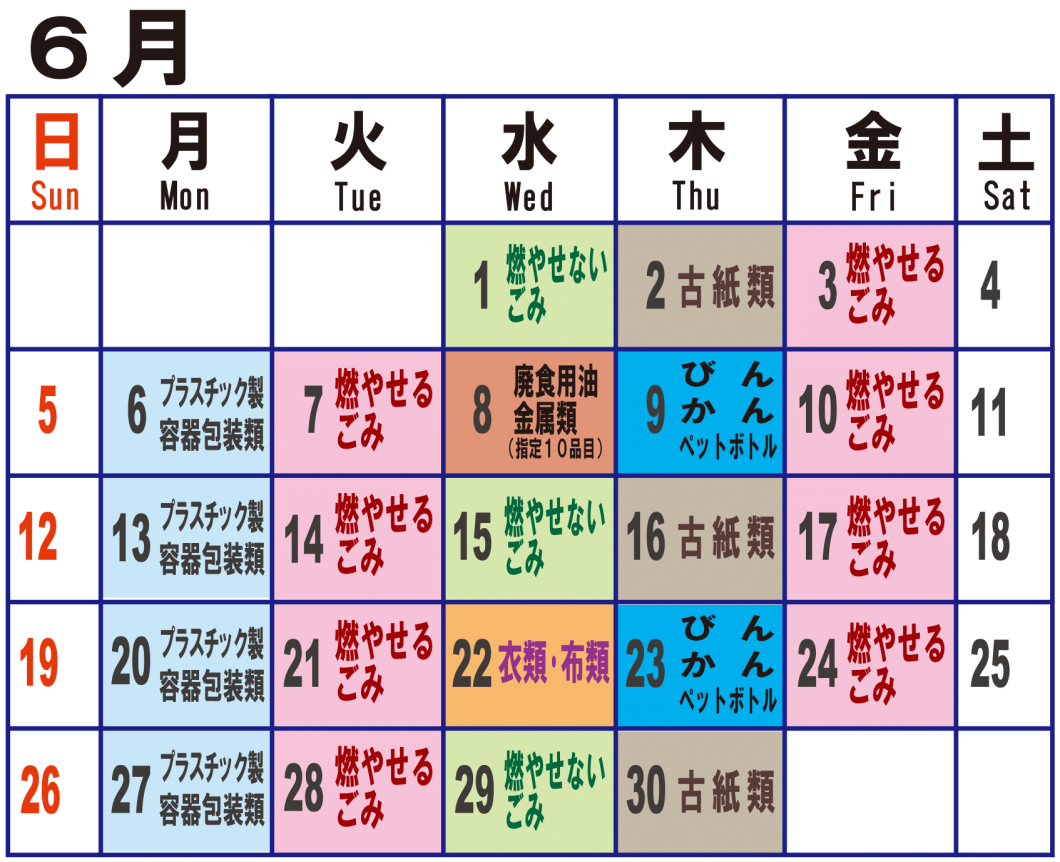 6月
日 月 火 水 木 金 土
Sun Mon Tue Wed Thu Fri Sat
1 燃やせない
ごみ
2 古紙類
3 燃やせる
ごみ
4
5
6 プラスチック製
容器包装類
7 燃やせる
ごみ
8 廃食用油
金属類
(指定10品目)
9 びん
かん
ペットボトル
10 燃やせる
ごみ
11
12
13 プラスチック製
容器包装類
14 燃やせる
ごみ
15 燃やせない
ごみ
16 古紙類
17 燃やせる
ごみ
18
19
20 プラスチック製
容器包装類
21 燃やせる
ごみ
22 衣類・布類
23 びん
かん
ペットボトル
24 燃やせる
ごみ
25
26
27 プラスチック製
容器包装類
28 燃やせる
ごみ
29 燃やせない
ごみ
30 古紙類